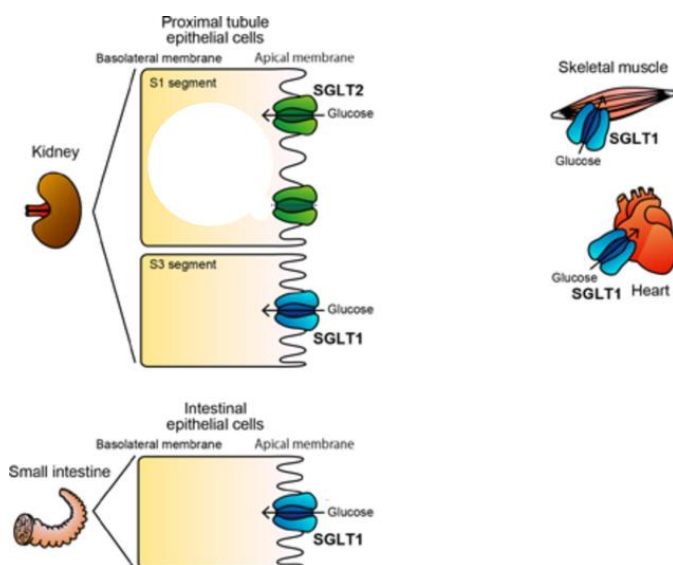 Proximal tubule
epithelial cells
Basolateral membrane
Apical membrane
S1 segment
SGLT2
Glucose
Kidney
S3 segment
Glucose
SGLT1
Intestinal
epithelial cells
Basolateral membrane
Apical membrane
Small intestine
Glucose
SGLT1
Skeletal muscle
SGLT1
Glucose
Glucose
SGLT1
Heart